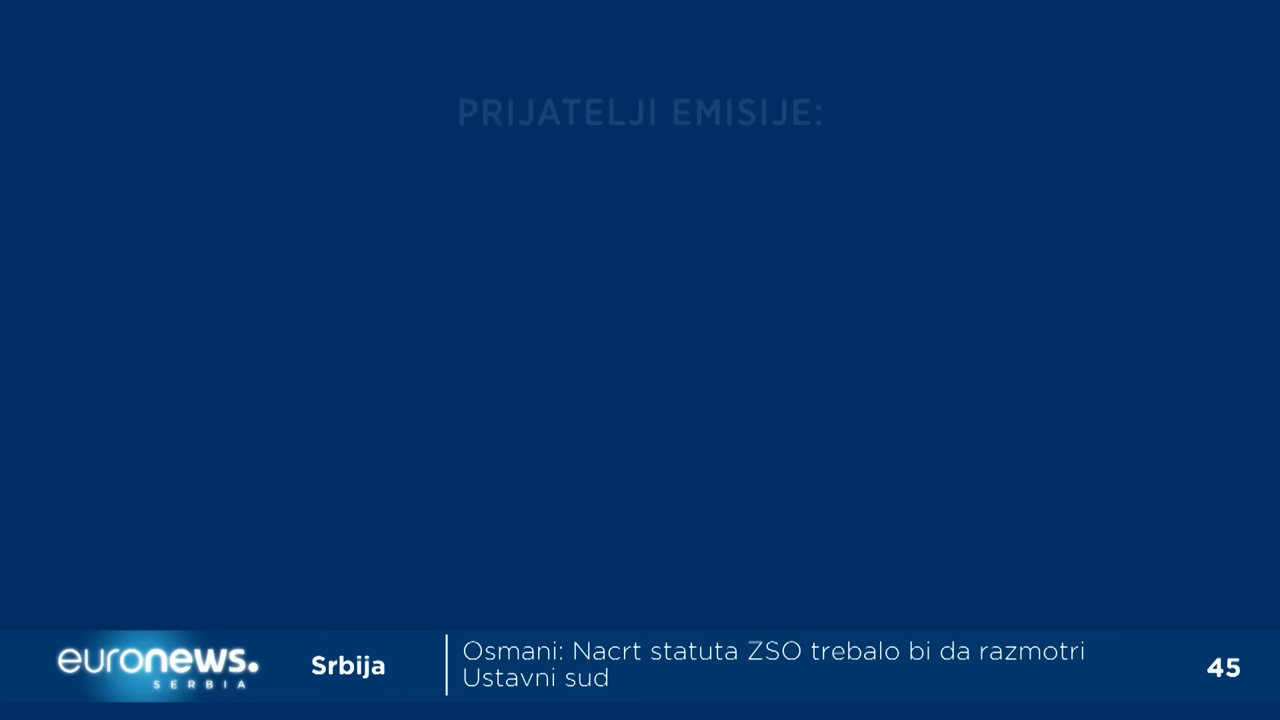 PRIJATELJI EMISIJE:
euronews.
SERBIA
Srbija
Osmani: Nacrt statuta ZSO trebalo bi da razmotri
Ustavni sud
45